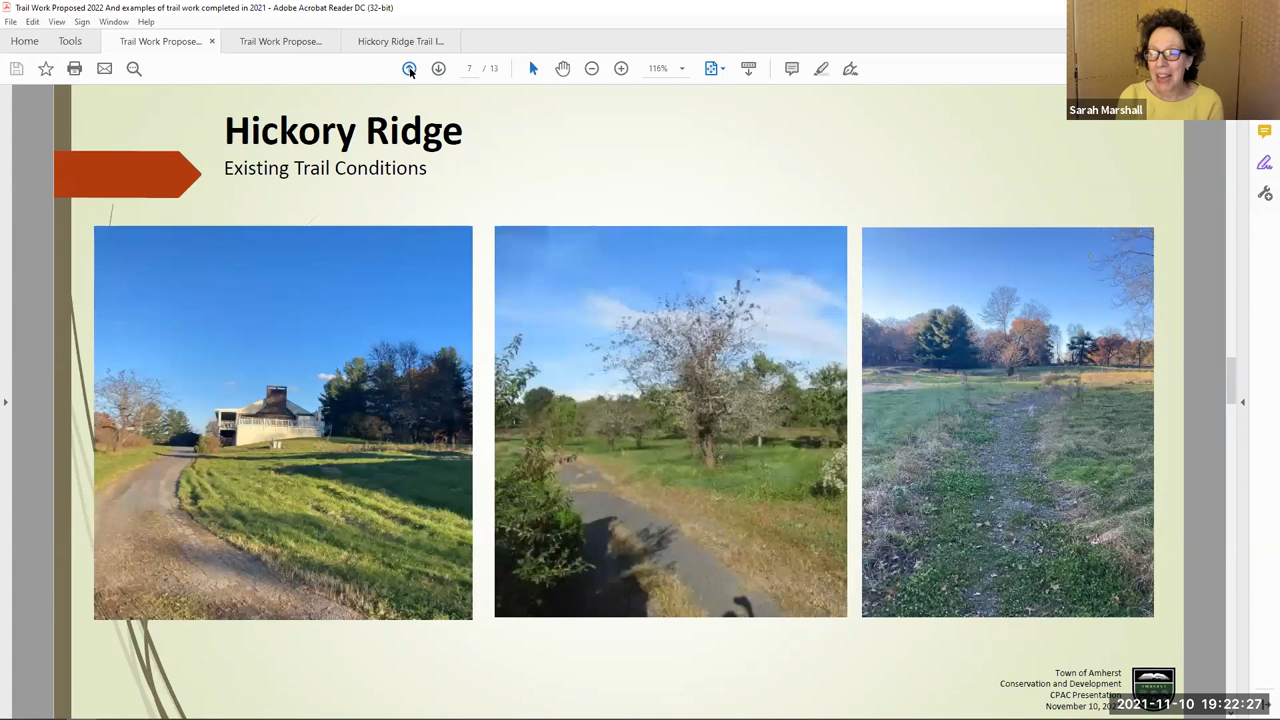 Trail Work Proposed 2022 And examples of trail work completed in 2021 - Adobe Acrobat Reader DC (32-bit)
File Edit View Sign Window Help
Home Tools Trail Work Propose... × Trail Work Propose... Hickory Ridge Trail I...
7 / 13 116%
Sarah Marshall
Hickory Ridge
Existing Trail Conditions
Town of Amherst
Conservation and Development
CPAC Presentation
November 10,
2021-11-10 19:22:27